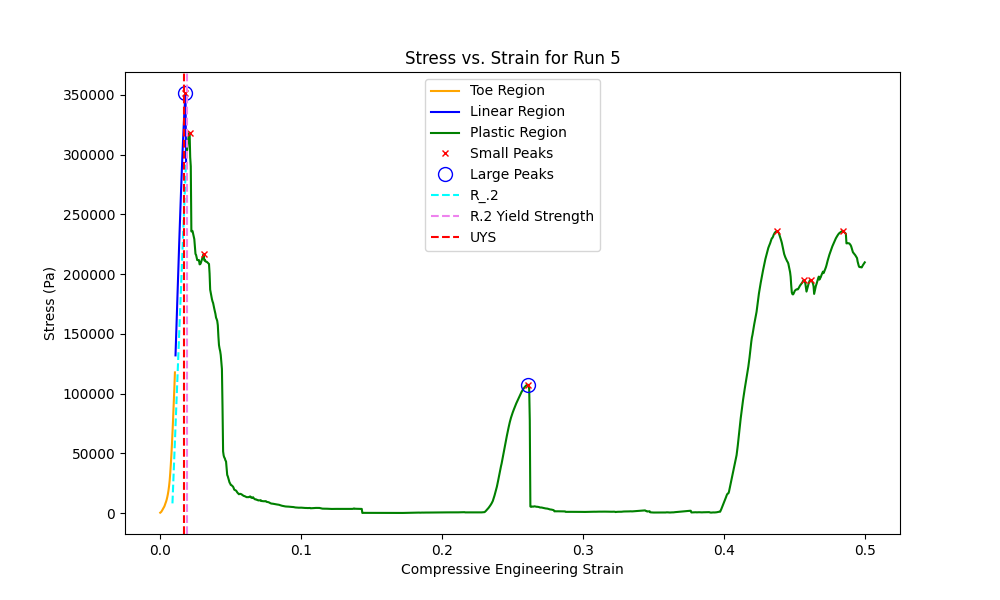 Stress vs. Strain for Run 5
Toe Region
Linear Region
Plastic Region
Small Peaks
Large Peaks
R_.2
R.2 Yield Strength
UYS
Stress (Pa)
350000
300000
250000
200000
150000
100000
50000
0
0.0 0.1 0.2 0.3 0.4 0.5
Compressive Engineering Strain